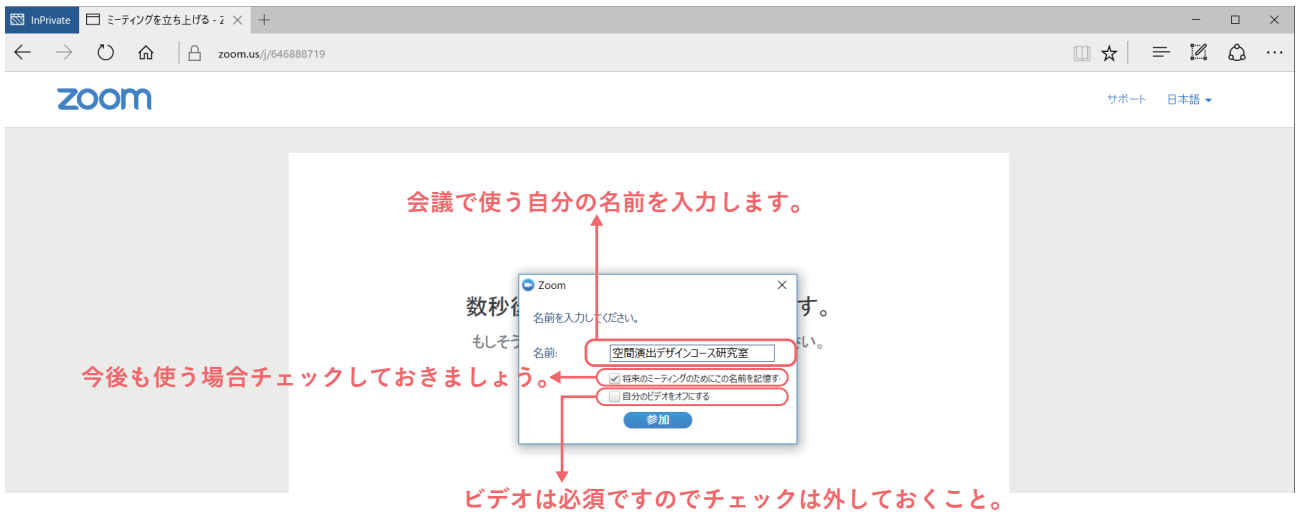 InPrivate ミーティングを立ち上げる - Z
zoom.us/j/646888719
zoom サポート 日本語
会議で使う自分の名前を入力します。
Zoom
数秒 す。
名前を入力してください。
もしそう い。
名前: 空間演出デザインコース研究室
今後も使う場合チェックしておきましょう。
将来のミーティングのためにこの名前を記憶す
自分のビデオをオフにする
参加
ビデオは必須ですのでチェックは外しておくこと。